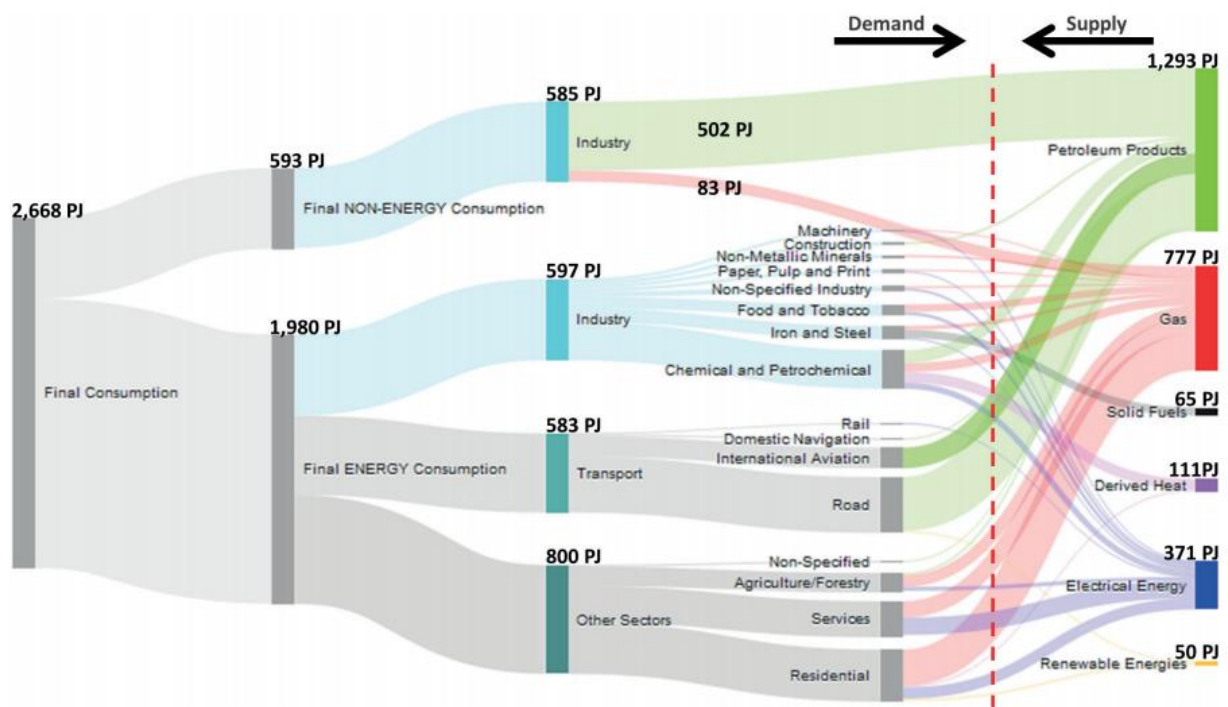 Demand
Supply
1,293 PJ
585 PJ
502 PJ
Industry
Petroleum Products
593 PJ
83 PJ
2,668 PJ
Final NON-ENERGY Consumption
Machinery
Construction
777 PJ
Non-Metallic Minerals
597 PJ
Paper, Pulp and Print
Non-Specified Industry
Food and Tobacco
1,980 PJ
Industry
Iron and Steel
Gas
Chemical and Petrochemical
Final Consumption
65 PJ
Solid Fuels
583 PJ
Rail
Domestic Navigation
International Aviation
Final ENERGY Consumption
Transport
111PJ
Derived Heat
Road
800 PJ
371 PJ
Non-Specified
Agriculture/Forestry
Electrical Energy
Other Sectors
Services
50 PJ
Renewable Energies
Residential